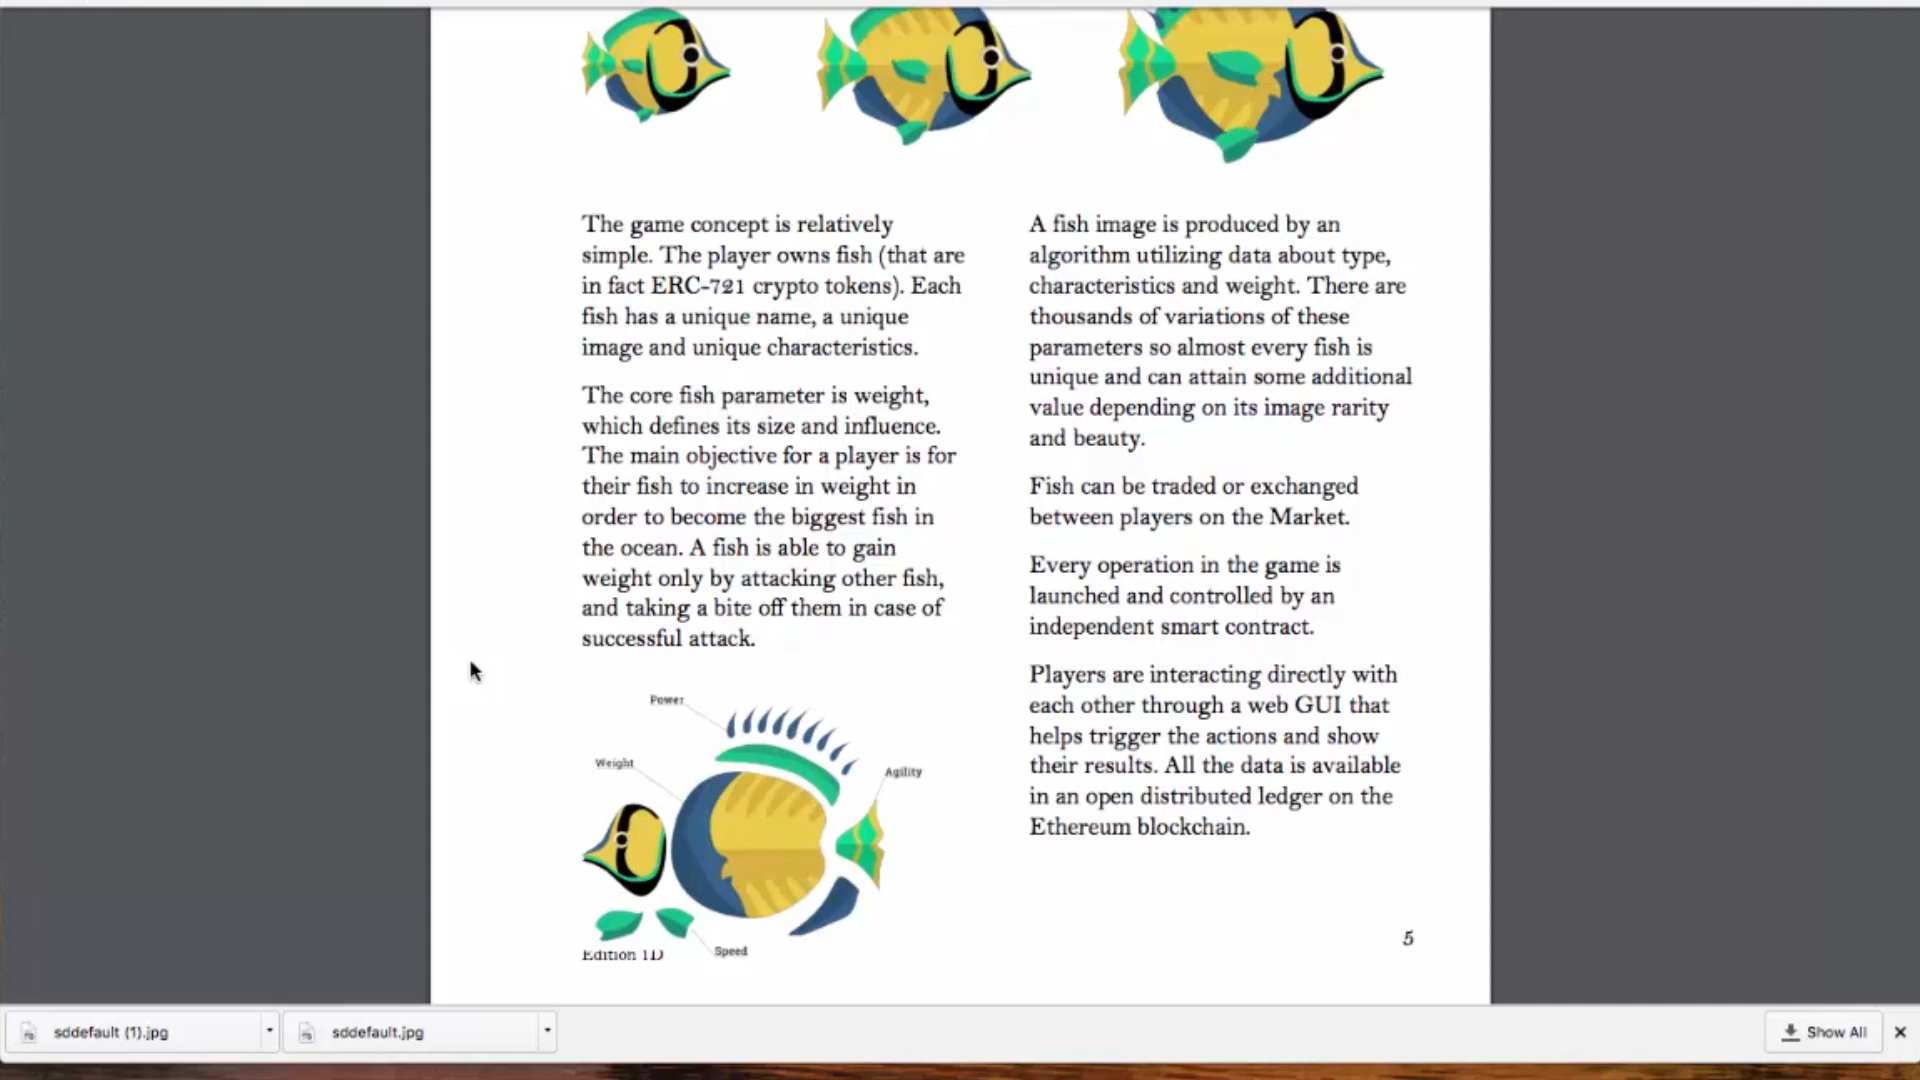 The game concept is relatively
simple. The player owns fish (that are
in fact ERC-721 crypto tokens). Each
fish has a unique name, a unique
image and unique characteristics.
The core fish parameter is weight,
which defines its size and influence.
The main objective for a player is for
their fish to increase in weight in
order to become the biggest fish in
the ocean. A fish is able to gain
weight only by attacking other fish,
and taking a bite off them in case of
successful attack.
Power
Weight
Agility
Speed
Edition 1D
A fish image is produced by an
algorithm utilizing data about type,
characteristics and weight. There are
thousands of variations of these
parameters so almost every fish is
unique and can attain some additional
value depending on its image rarity
and beauty.
Fish can be traded or exchanged
between players on the Market.
Every operation in the game is
launched and controlled by an
independent smart contract.
Players are interacting directly with
each other through a web GUI that
helps trigger the actions and show
their results. All the data is available
in an open distributed ledger on the
Ethereum blockchain.
5
sddefault (1).jpg
sddefault.jpg
Show All